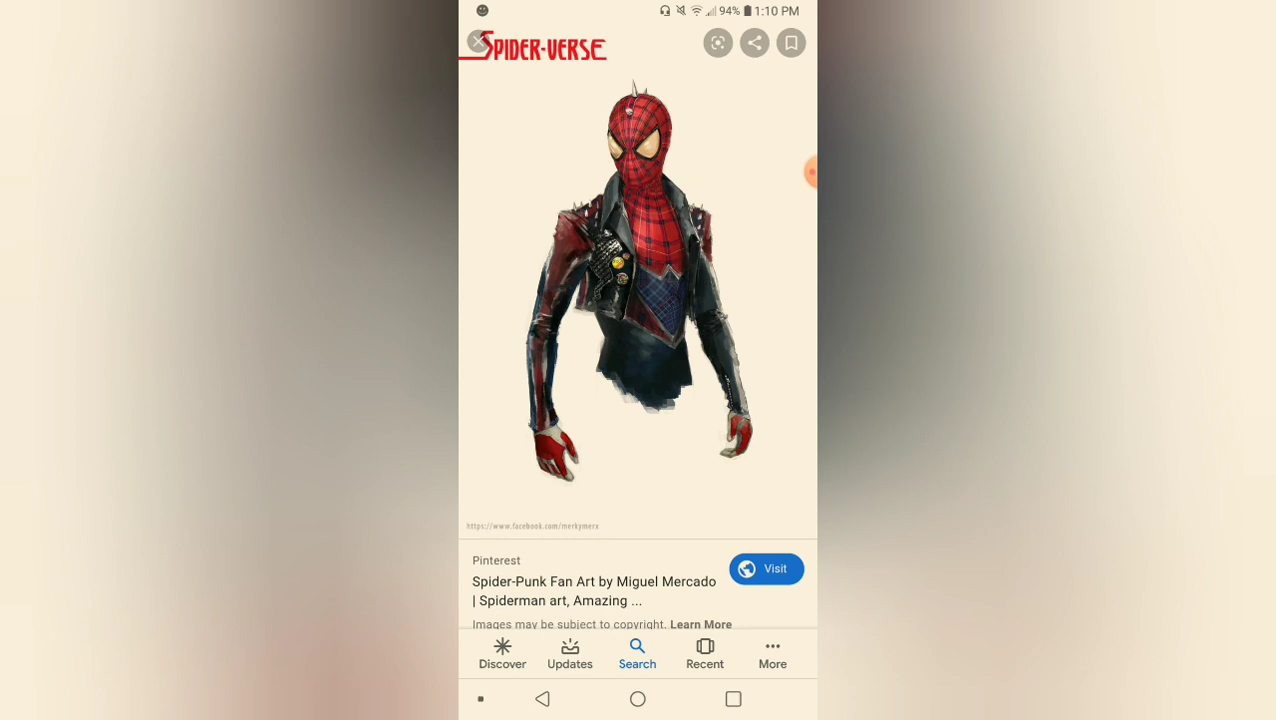 94% 1:10 PM
SPIDER-VERSE
https://www.facebook.com/merkymerx
Pinterest
Visit
Spider-Punk Fan Art by Miguel Mercado
| Spiderman art, Amazing ...
Images may be subject to copyright. Learn More
Discover Updates Search Recent More